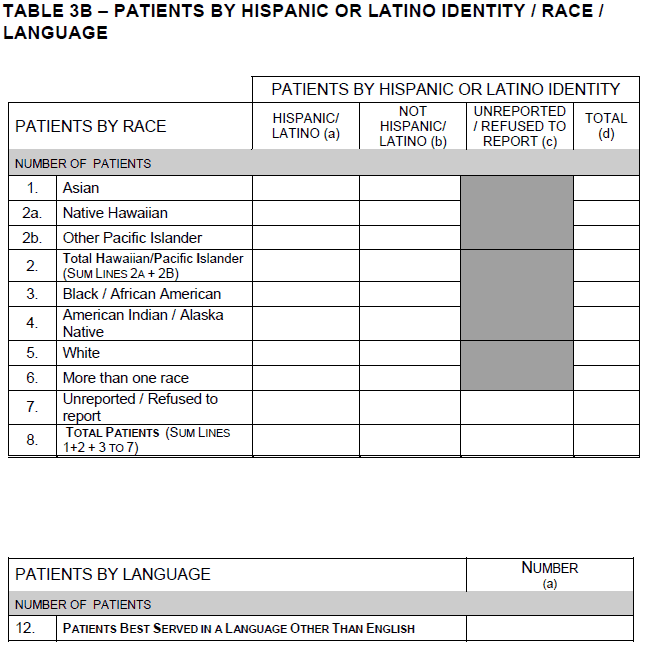 TABLE 3B – PATIENTS BY HISPANIC OR LATINO IDENTITY / RACE /
LANGUAGE
PATIENTS BY HISPANIC OR LATINO IDENTITY
PATIENTS BY RACE
HISPANIC/
LATINO (a)
NOT
HISPANIC/
LATINO (b)
UNREPORTED
/ REFUSED TO
REPORT (c)
TOTAL
(d)
NUMBER OF PATIENTS
1. Asian
2a. Native Hawaiian
2b. Other Pacific Islander
2. Total Hawaiian/Pacific Islander
(SUM LINES 2A + 2B)
3. Black / African American
4. American Indian / Alaska
Native
5. White
6. More than one race
7. Unreported / Refused to
report
8. TOTAL PATIENTS (SUM LINES
1+2 + 3 TO 7)
PATIENTS BY LANGUAGE
NUMBER
(a)
NUMBER OF PATIENTS
12. PATIENTS BEST SERVED IN A LANGUAGE OTHER THAN ENGLISH